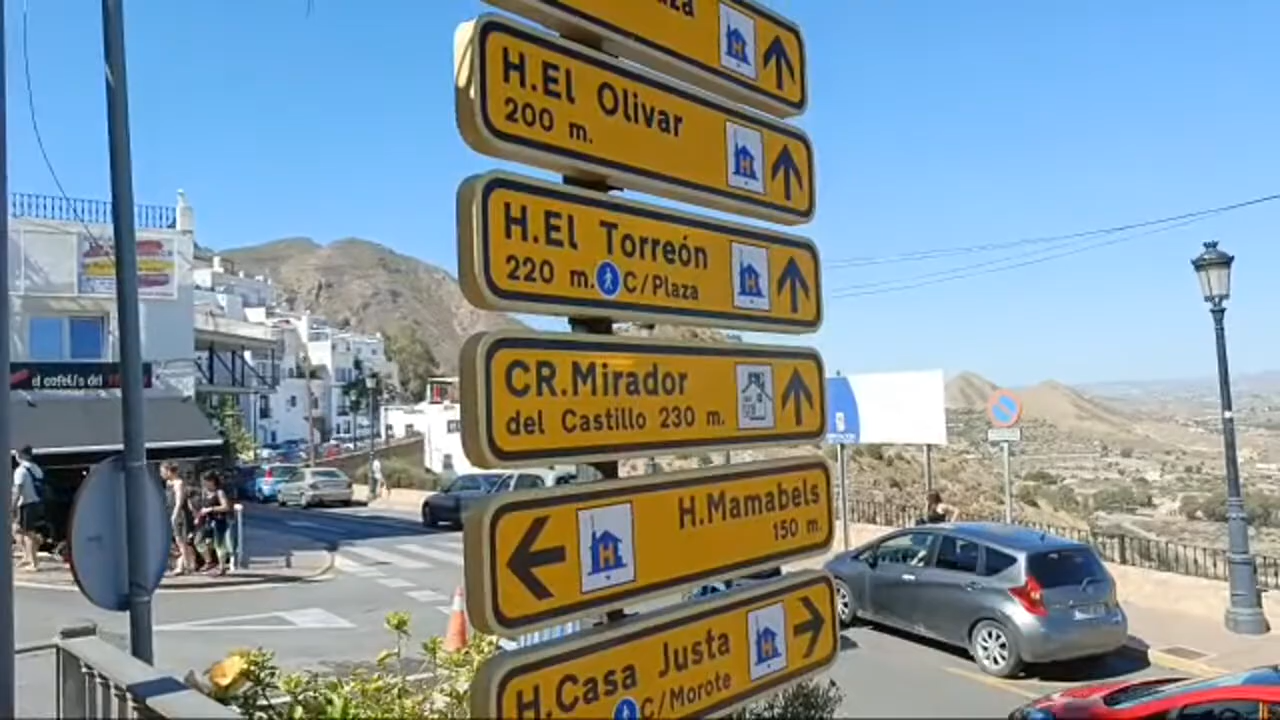 H.El Olivar
200 m.
H.El Torreón
220 m. C/Plaza
CR.Mirador
del Castillo 230 m.
H.Mamabels
150 m.
H.Casa Justa
C/Morote